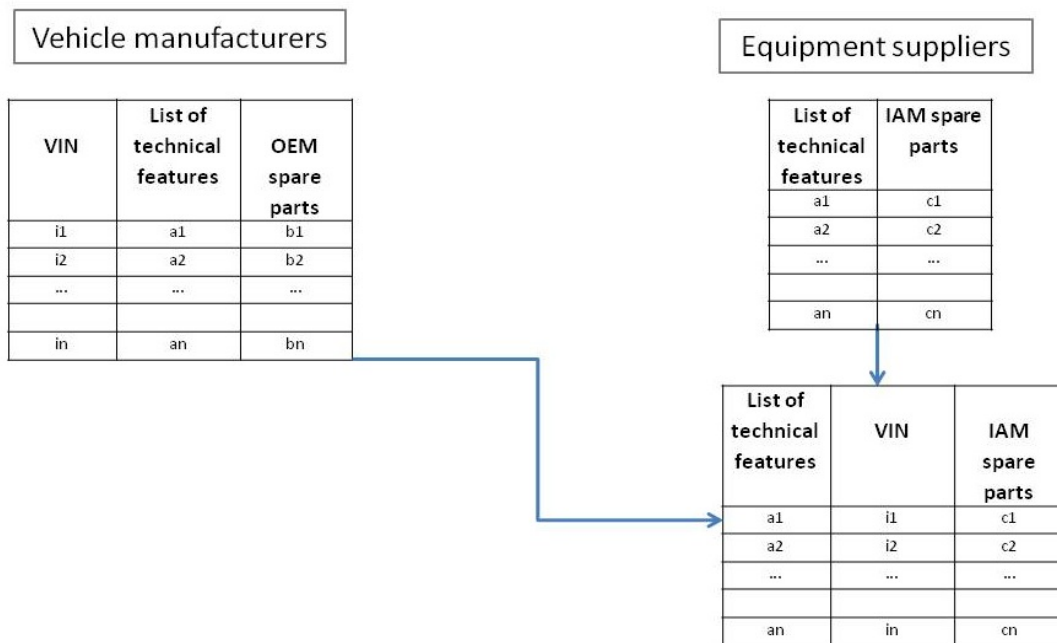 Vehicle manufacturers
Equipment suppliers
VIN
List of
technical
features
OEM
spare
parts
i1 a1 b1
i2 a2 b2
... ... ...
in an bn
List of
technical
features
IAM spare
parts
a1 c1
a2 c2
... ...
an cn
List of
technical
features
VIN
IAM
spare
parts
a1 i1 c1
a2 i2 c2
... ... ...
an in cn